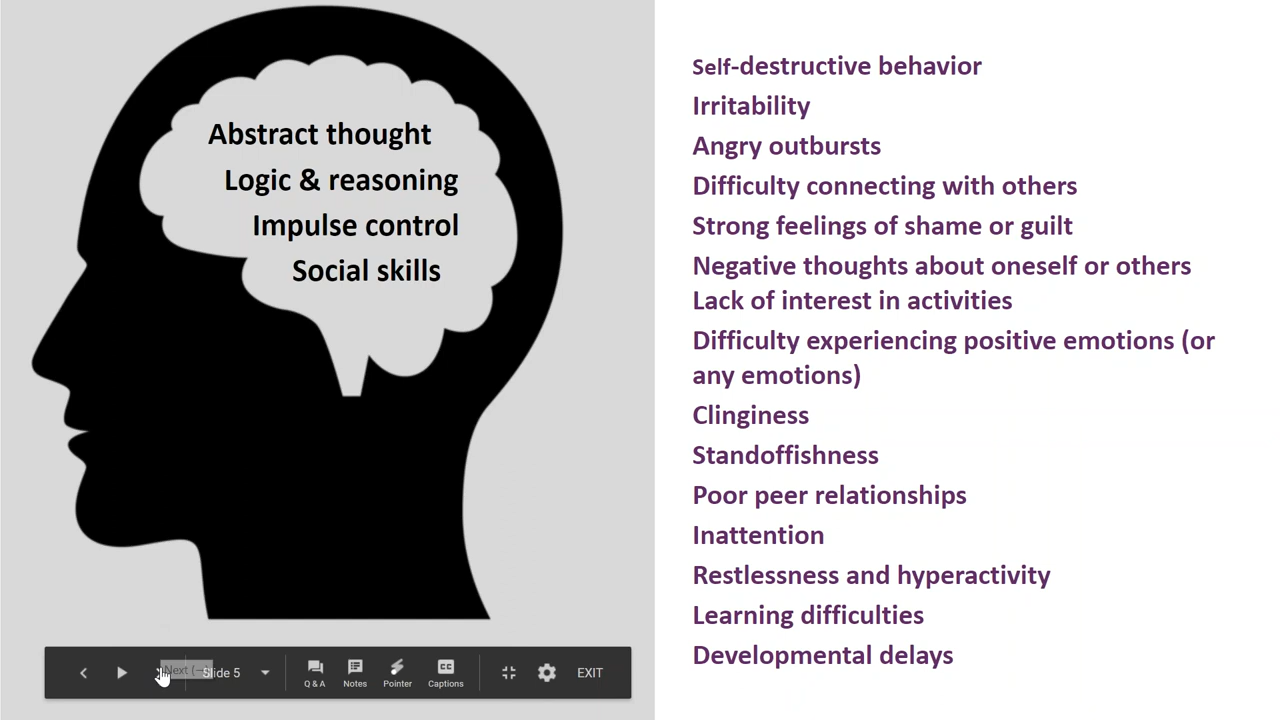 Abstract thought
Logic & reasoning
Impulse control
Social skills
Self-destructive behavior
Irritability
Angry outbursts
Difficulty connecting with others
Strong feelings of shame or guilt
Negative thoughts about oneself or others
Lack of interest in activities
Difficulty experiencing positive emotions (or
any emotions)
Clinginess
Standoffishness
Poor peer relationships
Inattention
Restlessness and hyperactivity
Learning difficulties
Developmental delays
Next (→)
Slide 5
Q & A
Notes
Pointer
CC
Captions
EXIT